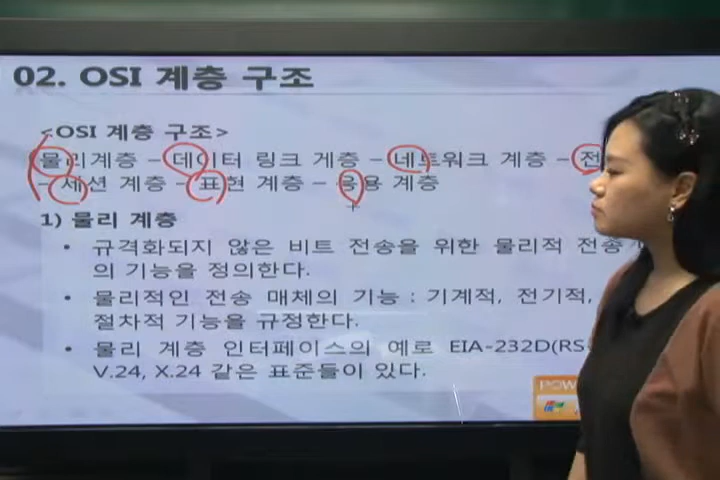 02. OSI 계층 구조
<OSI 계층 구조>
물리계층 – 데이터 링크 게층 – 네트워크 계층 – 전
세션 계층 – 표현 계층 – 응용 계층
1) 물리 계층
• 규격화되지 않은 비트 전송을 위한 물리적 전송
의 기능을 정의한다.
• 물리적인 전송 매체의 기능 : 기계적, 전기적,
절차적 기능을 규정한다.
• 물리 계층 인터페이스의 예로 EIA-232D(RS-
V.24, X.24 같은 표준들이 있다.
POW